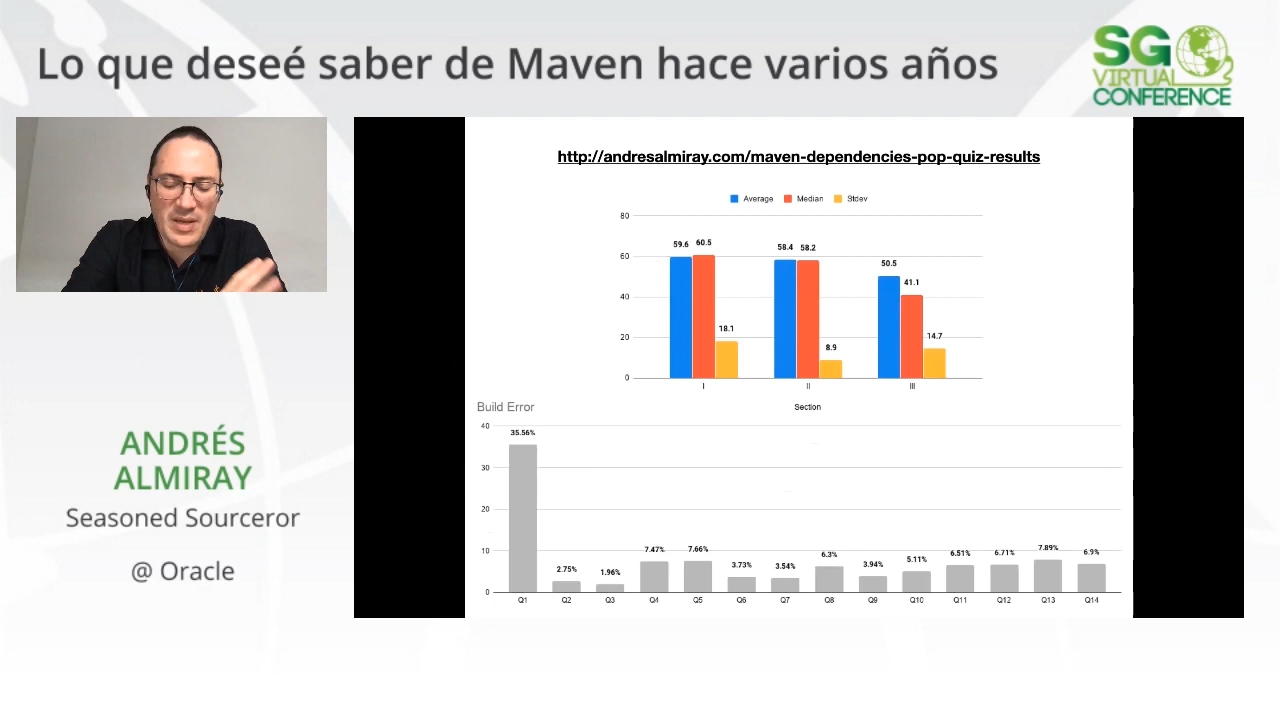 Lo que deseé saber de Maven hace varios años
SG
VIRTUAL
CONFERENCE
http://andresalmiray.com/maven-dependencies-pop-quiz-results
Average Median Stdev
80
60
40
20
0
59.6 60.5 18.1
58.4 58.2 8.9
50.5 41.1 14.7
I II III
Section
Build Error
40
30
20
10
0
35.56% 2.75% 1.96% 7.47% 7.66% 3.73% 3.54% 6.3% 3.94% 5.11% 6.51% 6.71% 7.89% 6.9%
Q1 Q2 Q3 Q4 Q5 Q6 Q7 Q8 Q9 Q10 Q11 Q12 Q13 Q14
ANDRÉS
ALMIRAY
Seasoned Sourceror
@ Oracle